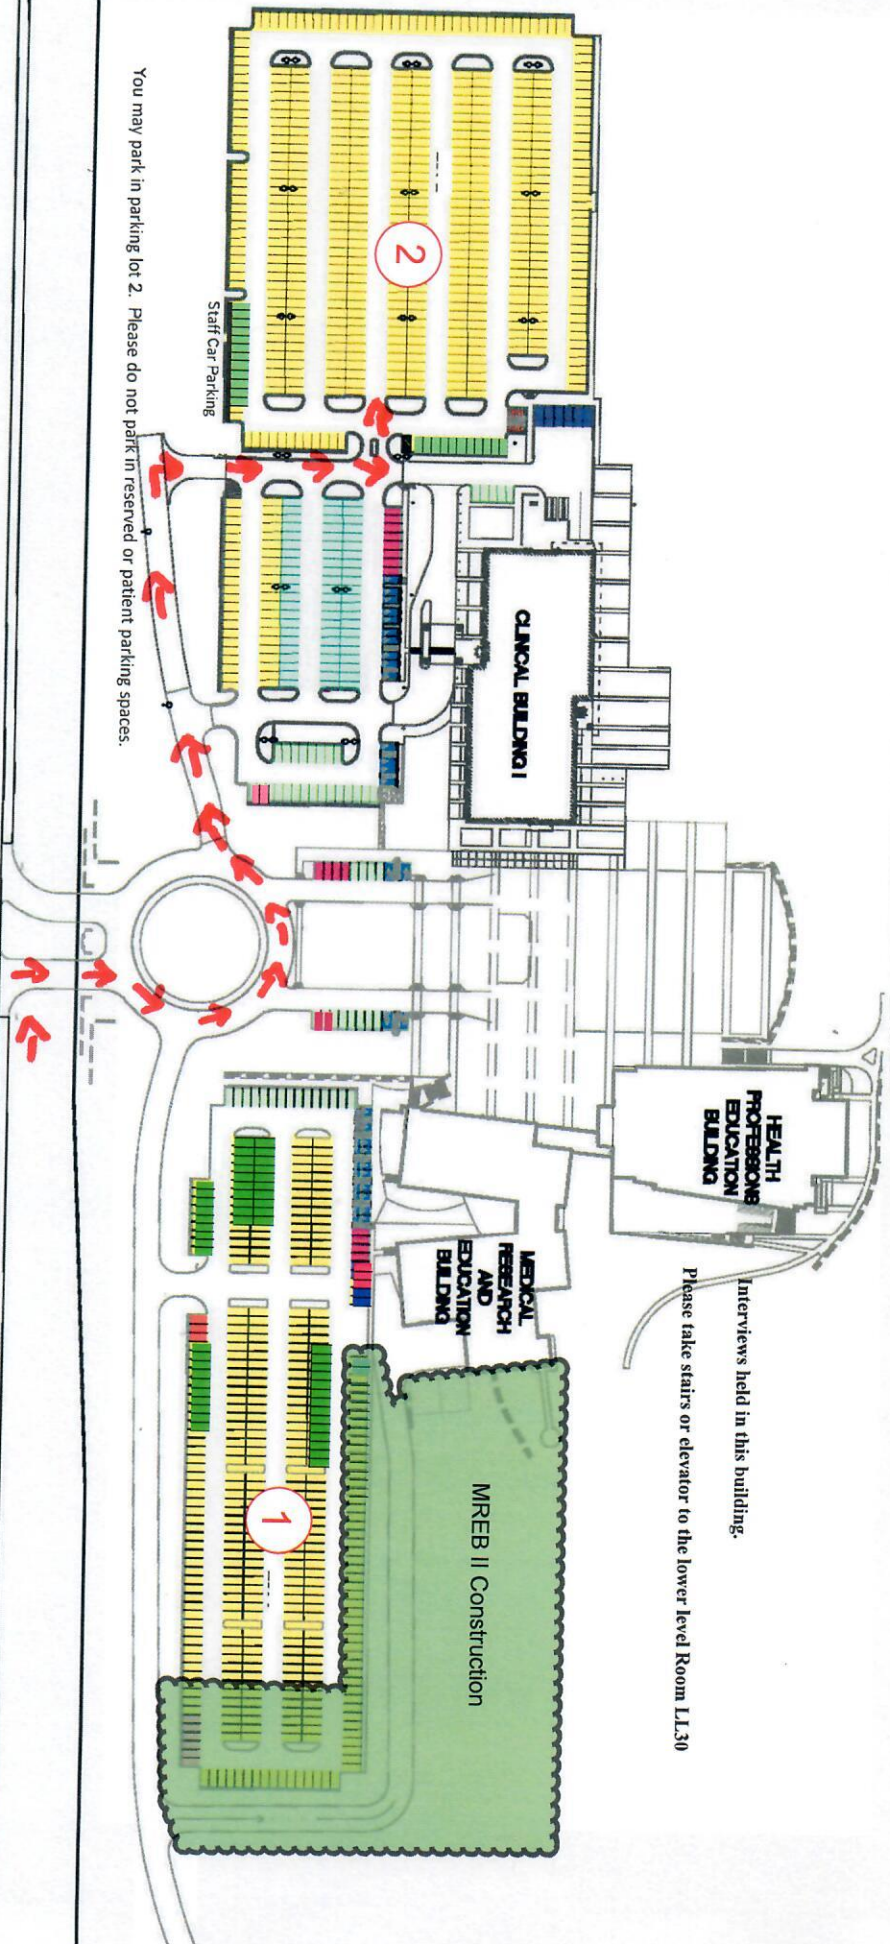 Interviews held in this building.
Please take stairs or elevator to the lower level Room LL30
HEALTH
PROFESSIONS
EDUCATION
BUILDING
CLINICAL BUILDING I
MEDICAL
RESEARCH
AND
EDUCATION
BUILDING
MREB II Construction
2
1
Staff Car Parking
You may park in parking lot 2. Please do not park in reserved or patient parking spaces.